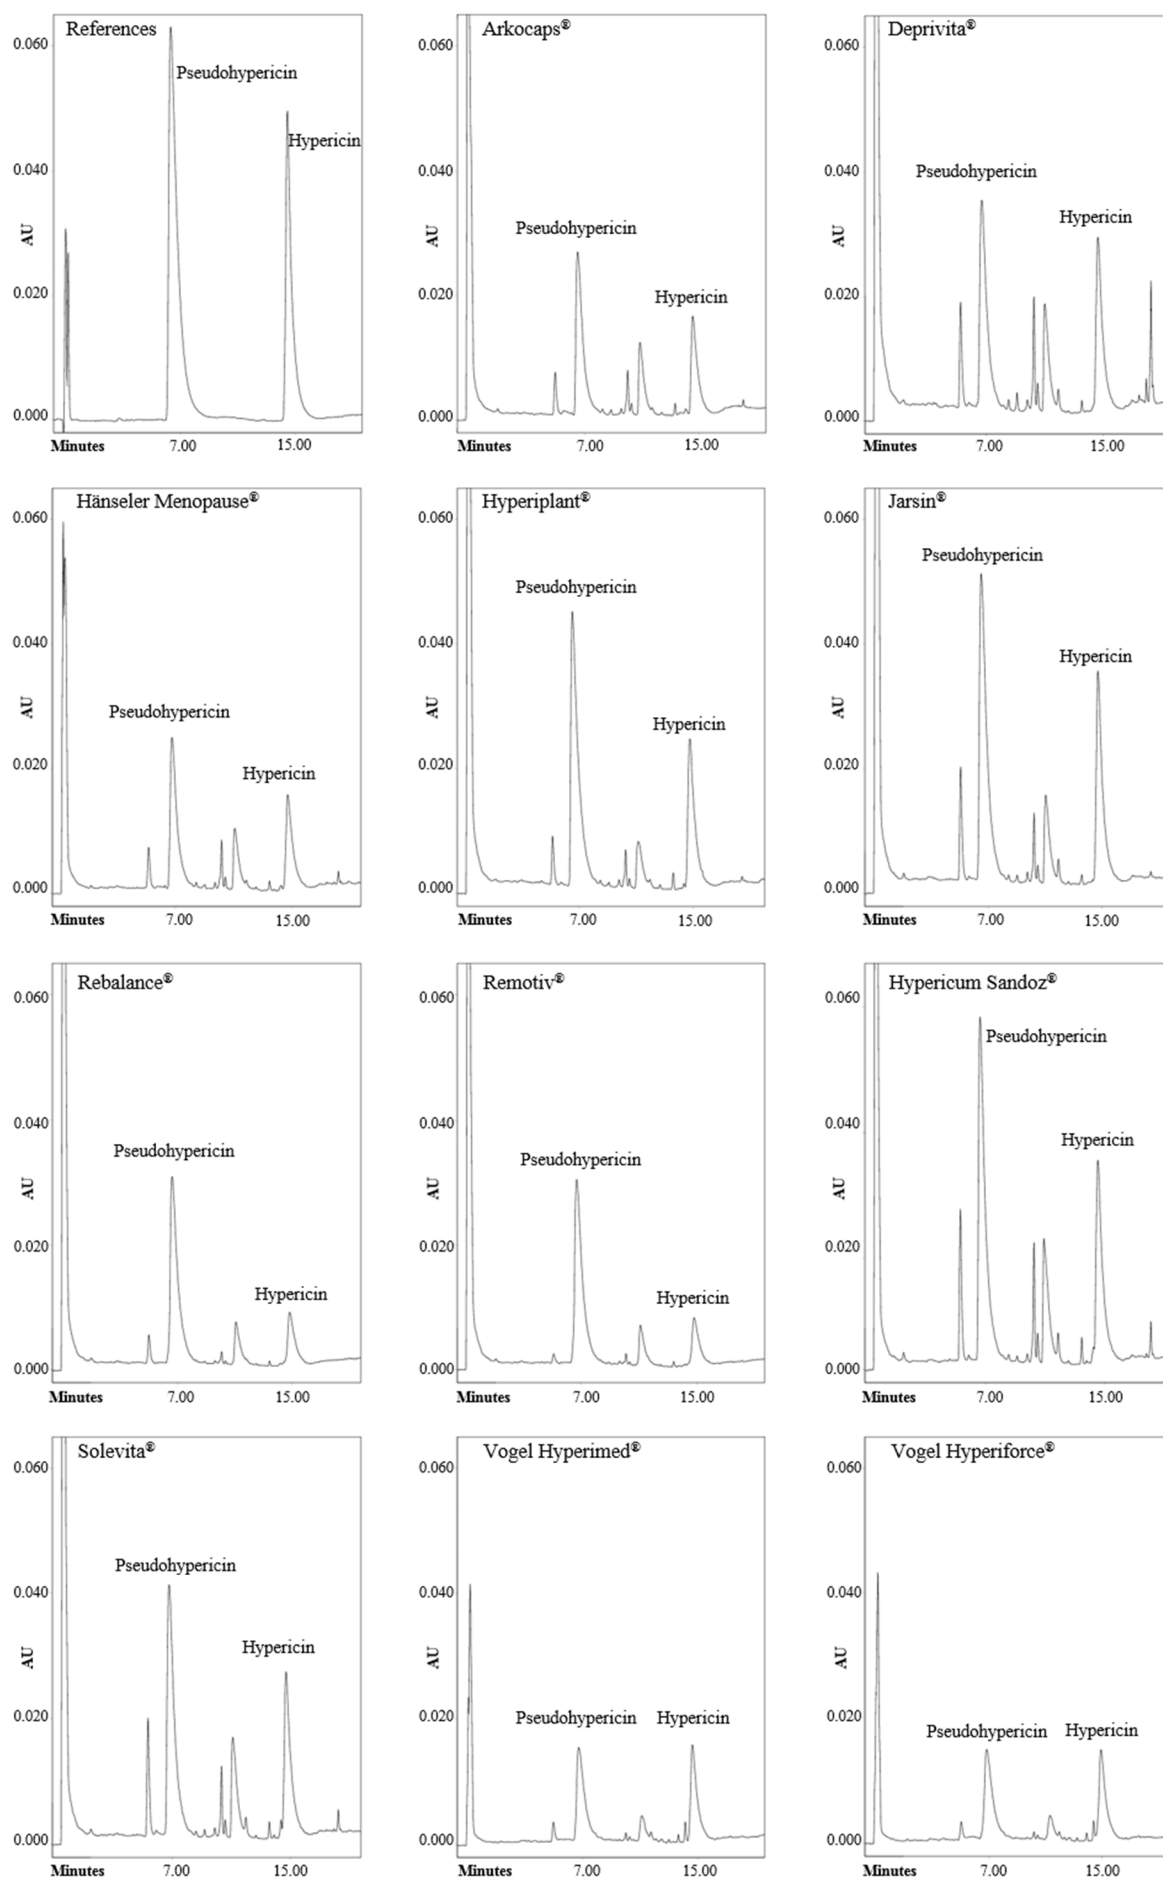 References
0.060
Pseudohypericin
Hypericin
0.040
AU
0.020
0.000
Minutes 7.00 15.00
Arkocaps®
0.060
0.040
Pseudohypericin
AU
Hypericin
0.020
0.000
Minutes 7.00 15.00
Deprivita®
0.060
0.040
Pseudohypericin
Hypericin
AU
0.020
0.000
Minutes 7.00 15.00
Hänseler Menopause®
0.060
0.040
Pseudohypericin
AU
Hypericin
0.020
0.000
Minutes 7.00 15.00
Hyperiplant®
0.060
Pseudohypericin
0.040
AU
Hypericin
0.020
0.000
Minutes 7.00 15.00
Jarsin®
0.060
Pseudohypericin
Hypericin
0.040
AU
0.020
0.000
Minutes 7.00 15.00
Rebalance®
0.060
0.040
Pseudohypericin
AU
0.020
Hypericin
0.000
Minutes 7.00 15.00
Remotiv®
0.060
0.040
Pseudohypericin
AU
0.020
Hypericin
0.000
Minutes 7.00 15.00
Hypericum Sandoz®
0.060
Pseudohypericin
0.040
Hypericin
AU
0.020
0.000
Minutes 7.00 15.00
Solevita®
0.060
Pseudohypericin
0.040
Hypericin
AU
0.020
0.000
Minutes 7.00 15.00
Vogel Hyperimed®
0.060
0.040
AU
0.020
Pseudohypericin Hypericin
0.000
Minutes 7.00 15.00
Vogel Hyperiforce®
0.060
0.040
AU
0.020
Pseudohypericin Hypericin
0.000
Minutes 7.00 15.00